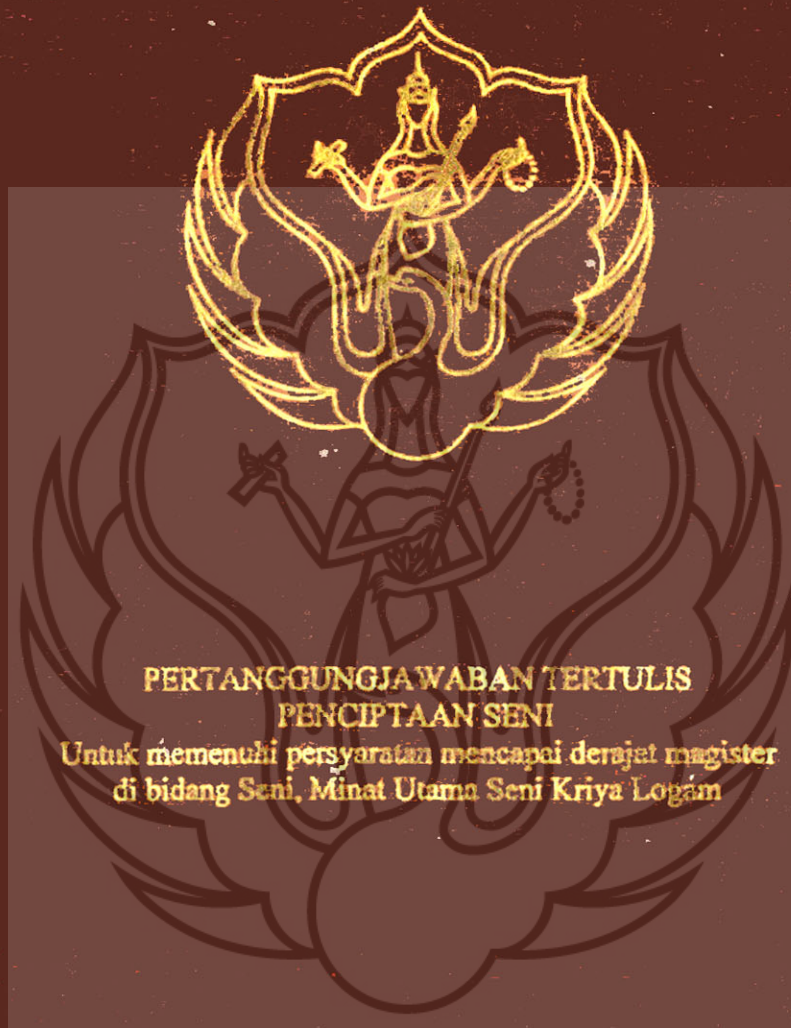 PERTANGGUNGJAWABAN TERTULIS
PENCIPTAAN SENI
Untuk memenuhi persyaratan mencapai derajat magister
di bidang Seni, Minat Utama Seni Kriya Logam